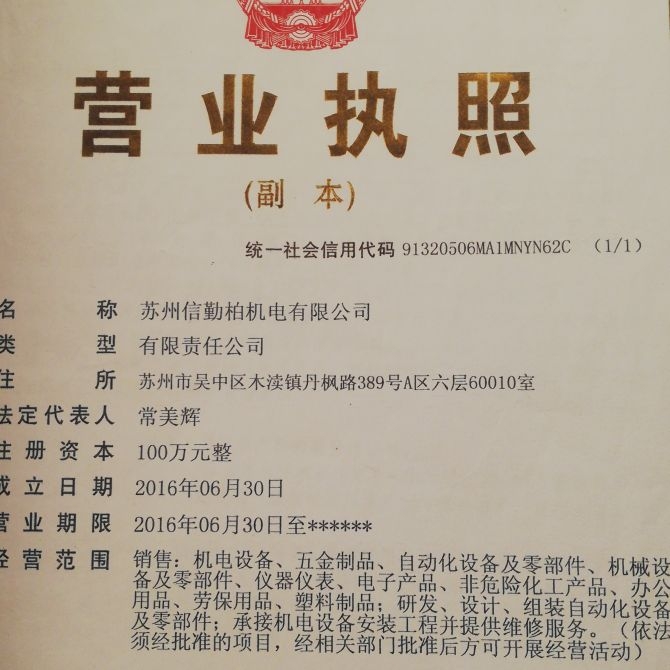 营业执照
(副 本)
统一社会信用代码 91320506MA1MNYN62C （1/1）
名 称 苏州信勤柏机电有限公司
类 型 有限责任公司
住 所 苏州市吴中区木渎镇丹枫路389号A区六层60010室
法定代表人 常美辉
注册资本 100万元整
成立日期 2016年06月30日
营业期限 2016年06月30日至******
经营范围 销售：机电设备、五金制品、自动化设备及零部件、机械设
备及零部件、仪器仪表、电子产品、非危险化工产品、办公
用品、劳保用品、塑料制品；研发、设计、组装自动化设备
及零部件；承接机电设备安装工程并提供维修服务。（依法
须经批准的项目，经相关部门批准后方可开展经营活动）